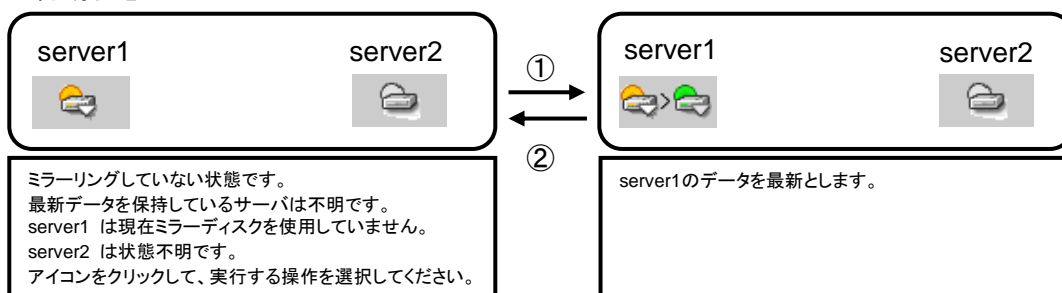 server1
server2
①
server1
server2
>
②
ミラーリングしていない状態です。
最新データを保持しているサーバは不明です。
server1 は現在ミラーディスクを使用していません。
server2 は状態不明です。
アイコンをクリックして、実行する操作を選択してください。
server1のデータを最新とします。